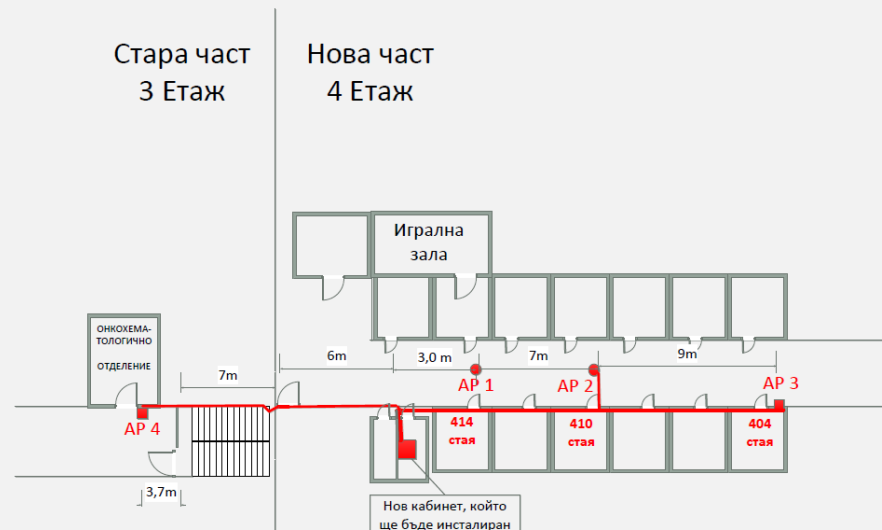 Стара част
3 Етаж
Нова част
4 Етаж
Игрална
зала
ОНКОХЕМА-
ТОЛОГИЧНО
ОТДЕЛЕНИЕ
7m
6m
3,0 m
7m
9m
AP 1
AP 2
AP 3
AP 4
414
стая
410
стая
404
стая
3,7m
Нов кабинет, който
ще бъде инсталиран